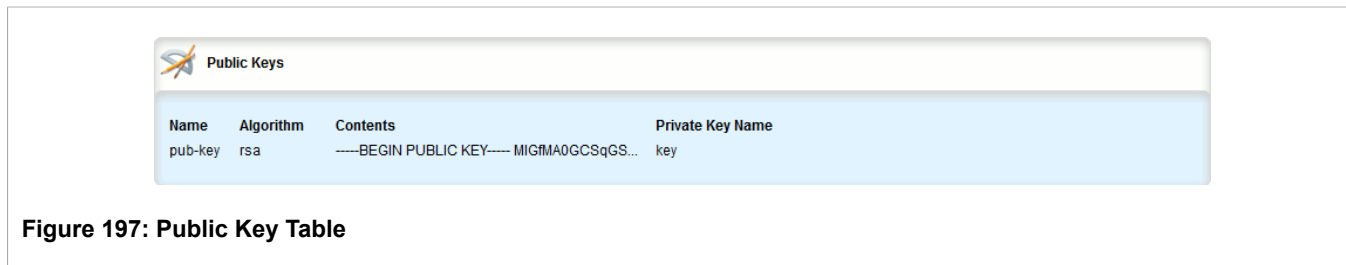 Public Keys
Name Algorithm Contents Private Key Name
pub-key rsa -----BEGIN PUBLIC KEY----- MIGfMA0GCSqGS... key
Figure 197: Public Key Table